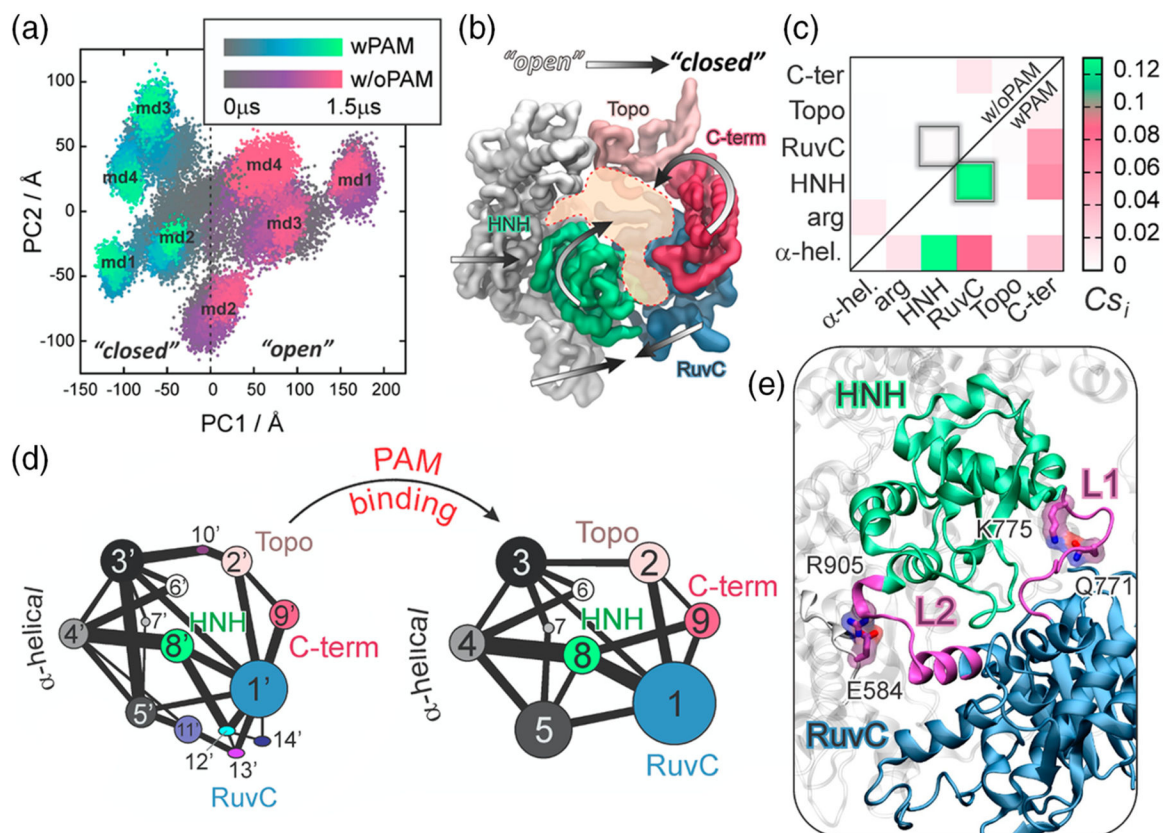 (a)
wPAM
w/oPAM
0μs 1.5μs
PC2 / Å
100
50
0
-50
-100
md3
md4
md2
md1
md4
md1
md3
md2
"closed" "open"
-150 -100 -50 0 50 100 150 200
PC1 / Å
(b)
"open" "closed"
Topo
C-term
HNH
RuvC
(c)
C-ter
Topo
RuvC
HNH
arg
α-hel.
w/oPAM
wPAM
α-hel. arg HNH RuvC Topo C-ter
0.12
0.1
0.08
0.06
0.04
0.02
0
Csi
(d)
PAM
binding
3' 10' 2' Topo
6'
7' HNH 9'
4' 8' C-term
α-helical
5' 1'
11'
12' 14'
13'
RuvC
3 2 Topo
6
7 HNH 9 C-term
4 8
α-helical
5 1
RuvC
(e)
HNH
L1
K775
R905
Q771
L2
E584
RuvC